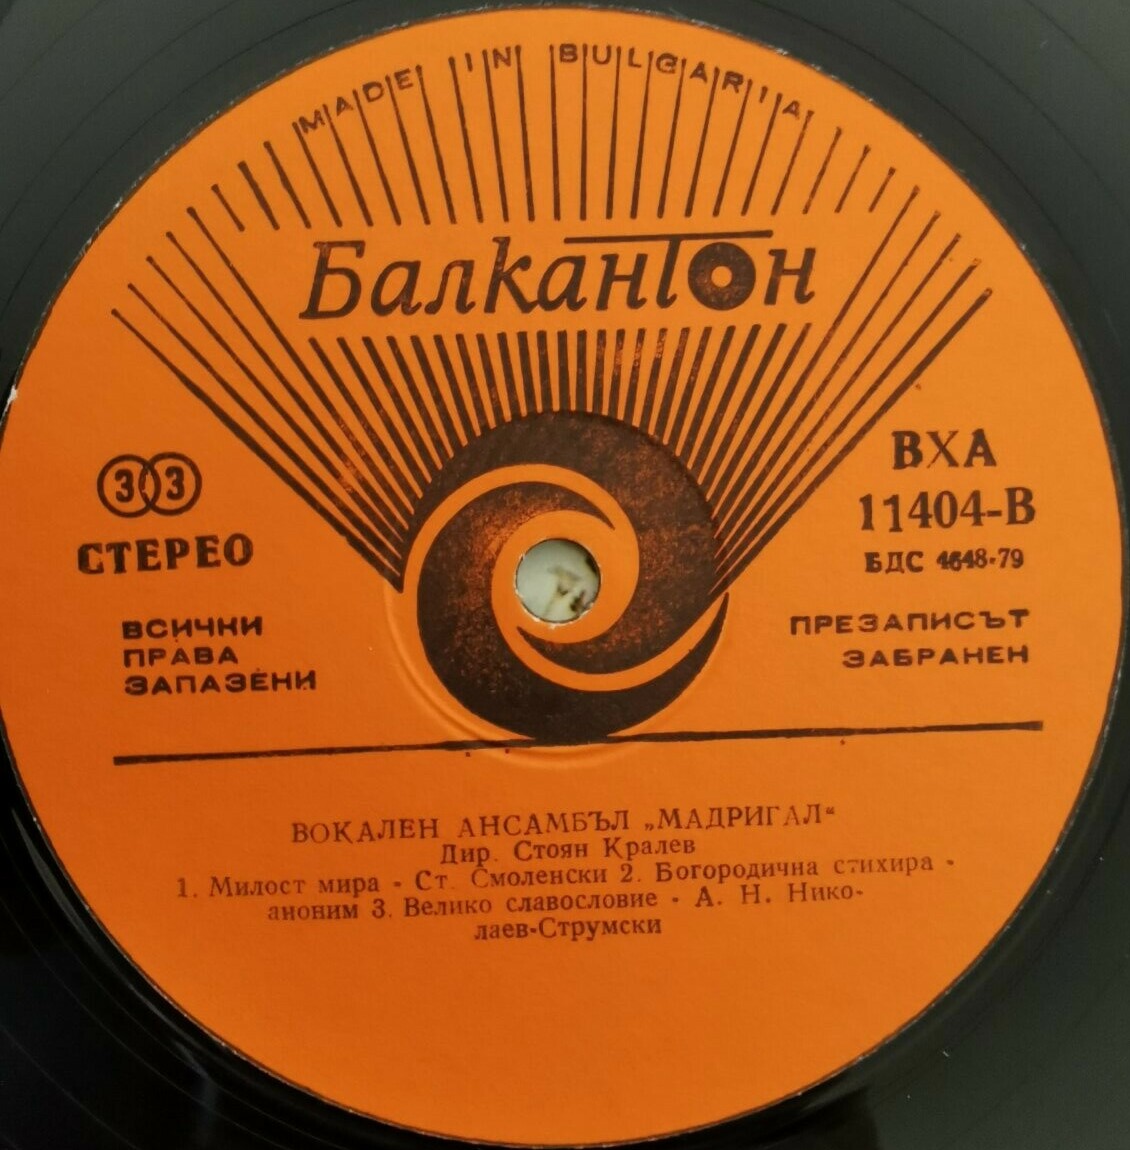 MADE IN BULGARIA
Балкантон
33
СТЕРЕО
ВСИЧКИ
ПРАВА
ЗАПАЗЕНИ
ВХА
11404-В
БДС 4648-79
ПРЕЗАПИСЪТ
ЗАБРАНЕН
ВОКАЛЕН АНСАМБЪЛ „МАДРИГАЛ“
Дир. Стоян Кралев
1. Милост мира - Ст. Смоленски 2. Богородична стихира -
аноним 3. Велико славословие - А. Н. Нико-
лаев-Струмски